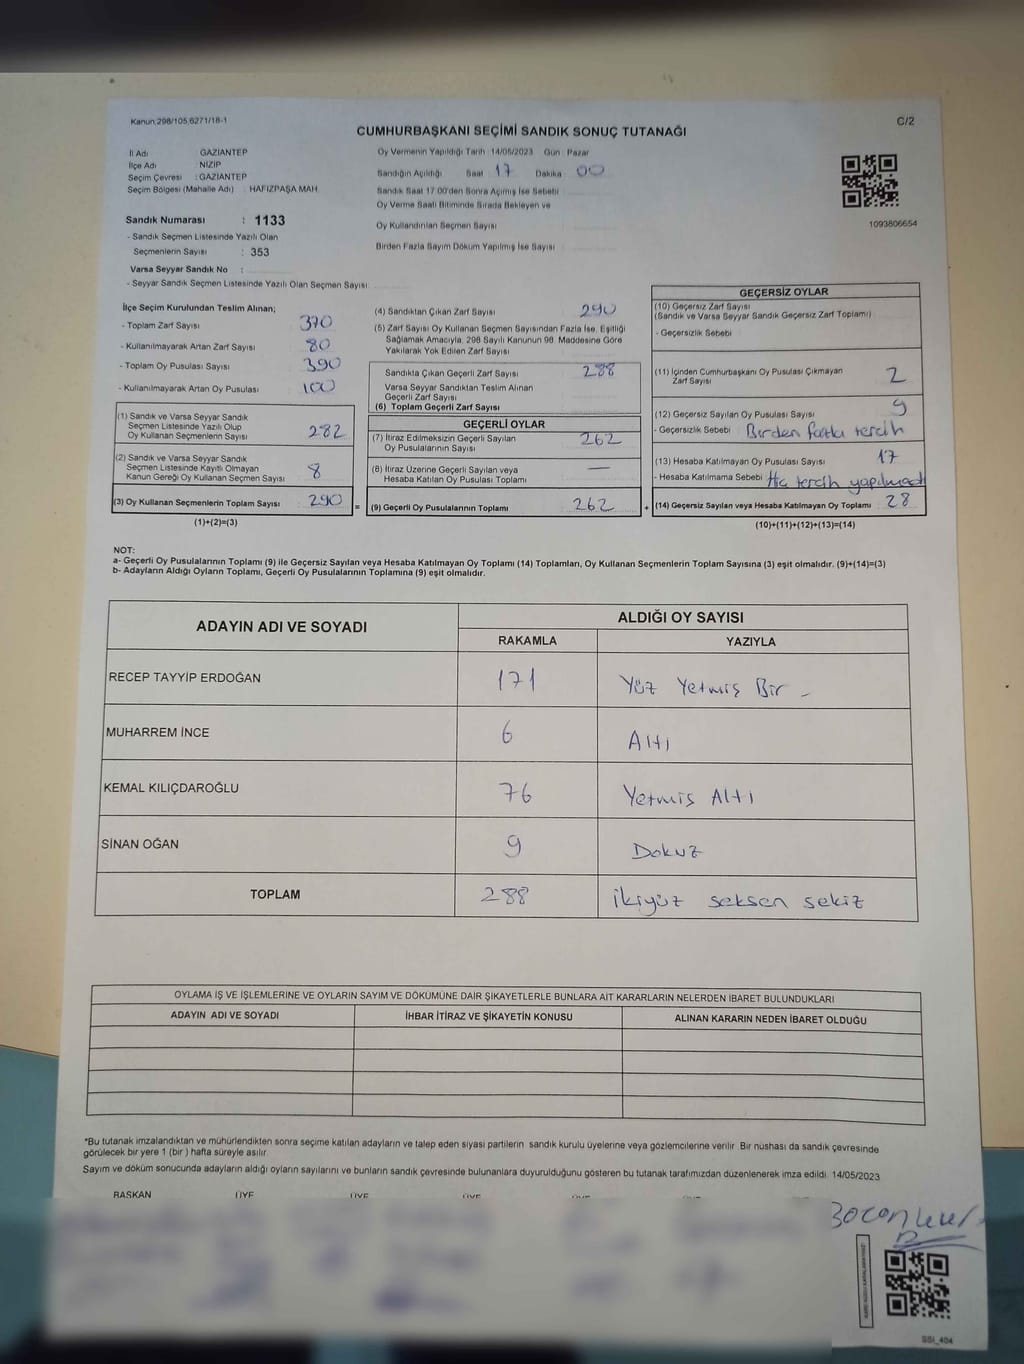 Kanun 298/105,6271/18-1
C/2
CUMHURBAŞKANI SEÇİMİ SANDIK SONUÇ TUTANAĞI
İl Adı GAZİANTEP
İlçe Adı NİZİP
Seçim Çevresi : GAZİANTEP
Seçim Bölgesi (Mahalle Adı) : HAFIZPAŞA MAH.
Oy Vermenin Yapıldığı Tarih 14/05/2023 Gün Pazar
Sandığın Açıldığı Saat 17 Dakika 00
Sandık Saat 17.00'den Sonra Açmış İse Sebebi
Oy Verme Saati Bitiminde Sırada Bekleyen ve
Oy Kullandırılan Seçmen Sayısı
Birden Fazla Sayım Döküm Yapılmış İse Sayısı
1093806654
Sandık Numarası : 1133
- Sandık Seçmen Listesinde Yazılı Olan
Seçmenlerin Sayısı : 353
Varsa Seyyar Sandık No :
- Seyyar Sandık Seçmen Listesinde Yazılı Olan Seçmen Sayısı:
İlçe Seçim Kurulundan Teslim Alınan;
- Toplam Zarf Sayısı 370
- Kullanılmayarak Artan Zarf Sayısı 80
- Toplam Oy Pusulası Sayısı 390
- Kullanılmayarak Artan Oy Pusulası 100
(1) Sandık ve Varsa Seyyar Sandık
Seçmen Listesinde Yazılı Olup
Oy Kullanan Seçmenlerin Sayısı 282
(2) Sandık ve Varsa Seyyar Sandık
Seçmen Listesinde Kayıtlı Olmayan
Kanun Gereği Oy Kullanan Seçmen Sayısı 8
(3) Oy Kullanan Seçmenlerin Toplam Sayısı 290 =
(1)+(2)=(3)
(4) Sandıktan Çıkan Zarf Sayısı 290
(5) Zarf Sayısı Oy Kullanan Seçmen Sayısından Fazla İse, Eşitliği
Sağlamak Amacıyla, 298 Sayılı Kanunun 98. Maddesine Göre
Yakılarak Yok Edilen Zarf Sayısı
Sandıkta Çıkan Geçerli Zarf Sayısı 288
Varsa Seyyar Sandıktan Teslim Alınan
Geçerli Zarf Sayısı
(6) Toplam Geçerli Zarf Sayısı
GEÇERLİ OYLAR
(7) İtiraz Edilmeksizin Geçerli Sayılan
Oy Pusulalarının Sayısı 262
(8) İtiraz Üzerine Geçerli Sayılan veya
Hesaba Katılan Oy Pusulası Toplamı —
(9) Geçerli Oy Pusulalarının Toplamı 262 +
GEÇERSİZ OYLAR
(10) Geçersiz Zarf Sayısı
(Sandık ve Varsa Seyyar Sandık Geçersiz Zarf Toplamı)
- Geçersizlik Sebebi
(11) İçinden Cumhurbaşkanı Oy Pusulası Çıkmayan
Zarf Sayısı 2
(12) Geçersiz Sayılan Oy Pusulası Sayısı 9
- Geçersizlik Sebebi Birden fazla tercih
(13) Hesaba Katılmayan Oy Pusulası Sayısı 17
- Hesaba Katılmama Sebebi tercih yapılmadı
(14) Geçersiz Sayılan veya Hesaba Katılmayan Oy Toplamı 28
(10)+(11)+(12)+(13)=(14)
NOT:
a- Geçerli Oy Pusulalarının Toplamı (9) ile Geçersiz Sayılan veya Hesaba Katılmayan Oy Toplamı (14) Toplamları, Oy Kullanan Seçmenlerin Toplam Sayısına (3) eşit olmalıdır. (9)+(14)=(3)
b- Adayların Aldığı Oyların Toplamı, Geçerli Oy Pusulalarının Toplamına (9) eşit olmalıdır.
ADAYIN ADI VE SOYADI ALDIĞI OY SAYISI
RAKAMLA YAZIYLA
RECEP TAYYİP ERDOĞAN 171 Yüz Yetmiş Bir -
MUHARREM İNCE 6 Altı
KEMAL KILIÇDAROĞLU 76 Yetmiş Altı
SİNAN OĞAN 9 Dokuz
TOPLAM 288 İkiyüz seksen sekiz
OYLAMA İŞ VE İŞLEMLERİNE VE OYLARIN SAYIM VE DÖKÜMÜNE DAİR ŞİKAYETLERLE BUNLARA AİT KARARLARIN NELERDEN İBARET BULUNDUKLARI
ADAYIN ADI VE SOYADI İHBAR İTİRAZ VE ŞİKAYETİN KONUSU ALINAN KARARIN NEDEN İBARET OLDUĞU
*Bu tutanak imzalandıktan ve mühürlendikten sonra seçime katılan adayların ve talep eden siyasi partilerin sandık kurulu üyelerine veya gözlemcilerine verilir. Bir nüshası da sandık çevresinde
görülecek bir yere 1 (bir ) hafta süreyle asılır.
Sayım ve döküm sonucunda adayların aldığı oyların sayılarını ve bunların sandık çevresinde bulunanlara duyurulduğunu gösteren bu tutanak tarafımızdan düzenlenerek imza edildi. 14/05/2023
BAŞKAN ÜYE ÜYE ÜYE ÜYE ÜYE
SSI_404